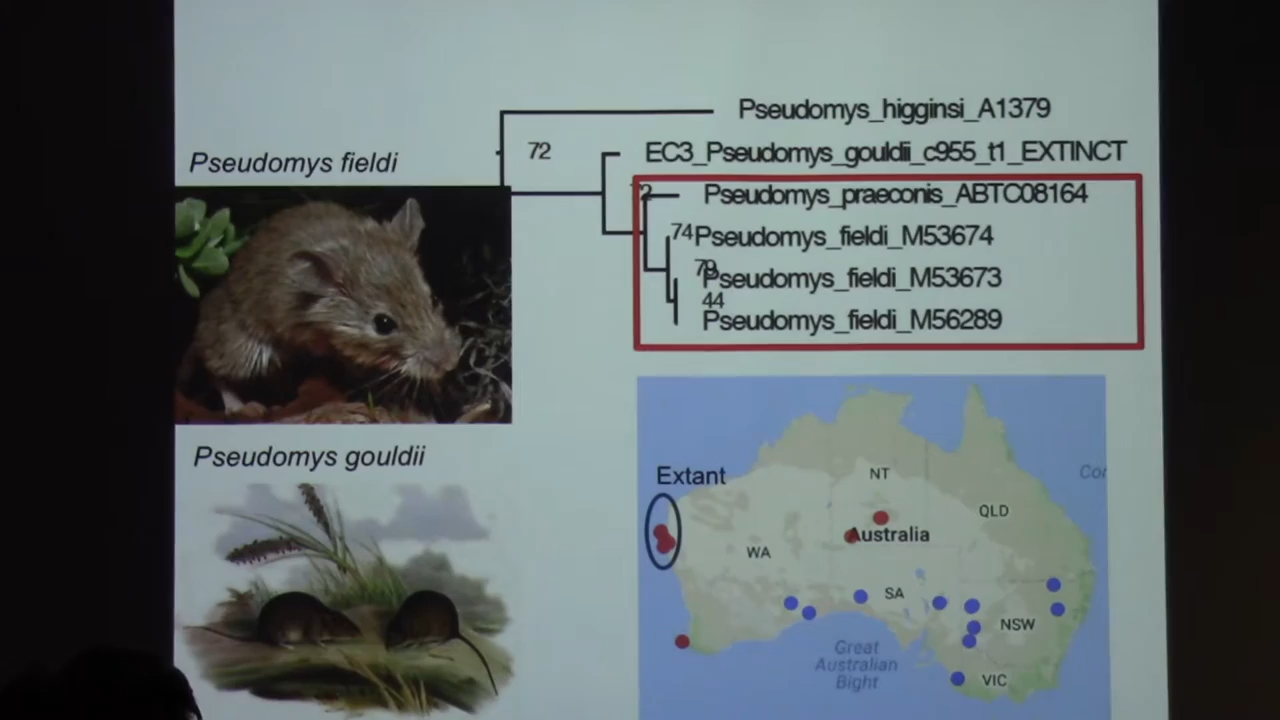 Pseudomys_higginsi_A1379
72
EC3_Pseudomys_gouldii_c955_t1_EXTINCT
Pseudomys fieldi
Pseudomys_praeconis_ABTC08164
74
Pseudomys_fieldi_M53674
Pseudomys_fieldi_M53673
44
Pseudomys_fieldi_M56289
Pseudomys gouldii
Extant
NT
QLD
Australia
WA
SA
NSW
Great
Australian
Bight
VIC